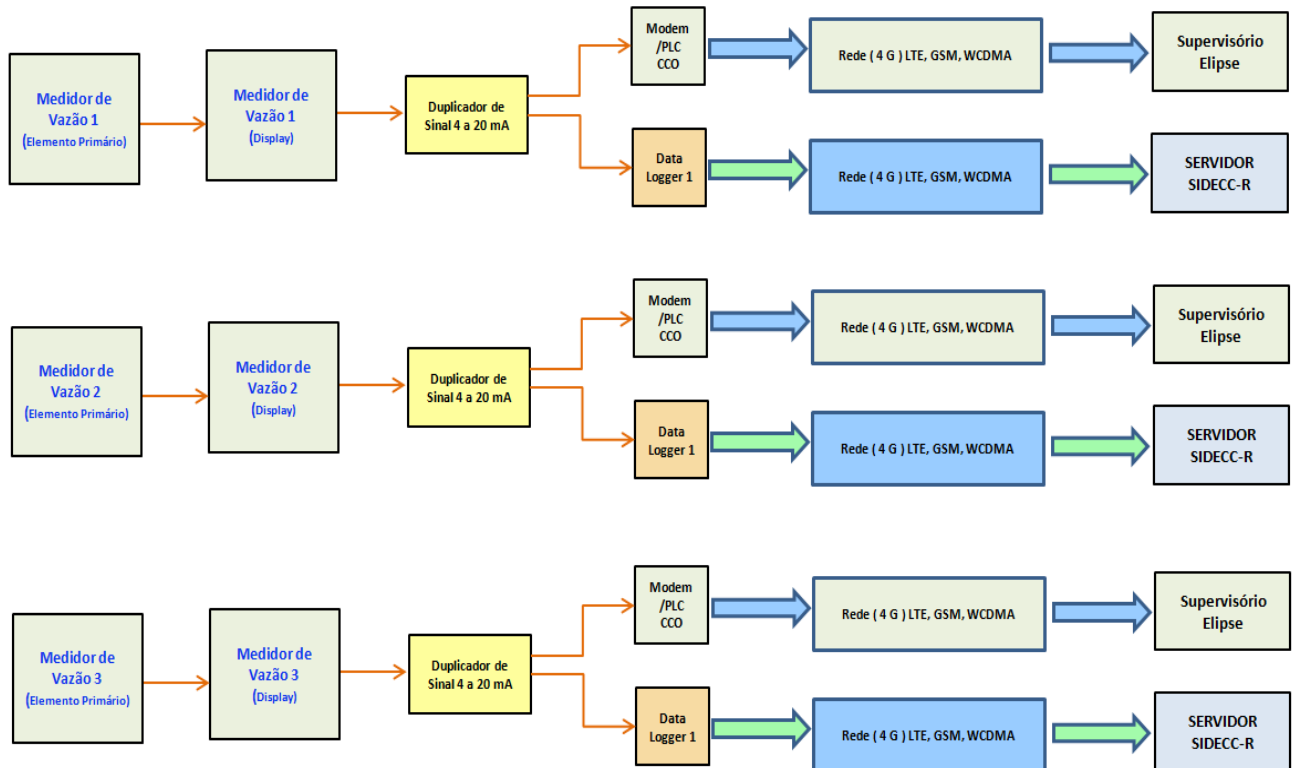 Medidor de
Vazão 1
(Elemento Primário)
Medidor de
Vazão 1
(Display)
Duplicador de
Sinal 4 a 20 mA
Modem
/PLC
CCO
Rede ( 4 G ) LTE, GSM, WCDMA
Supervisório
Elipse
Data
Logger 1
Rede ( 4 G ) LTE, GSM, WCDMA
SERVIDOR
SIDECC-R
Medidor de
Vazão 2
(Elemento Primário)
Medidor de
Vazão 2
(Display)
Duplicador de
Sinal 4 a 20 mA
Modem
/PLC
CCO
Rede ( 4 G ) LTE, GSM, WCDMA
Supervisório
Elipse
Data
Logger 1
Rede ( 4 G ) LTE, GSM, WCDMA
SERVIDOR
SIDECC-R
Medidor de
Vazão 3
(Elemento Primário)
Medidor de
Vazão 3
(Display)
Duplicador de
Sinal 4 a 20 mA
Modem
/PLC
CCO
Rede ( 4 G ) LTE, GSM, WCDMA
Supervisório
Elipse
Data
Logger 1
Rede ( 4 G ) LTE, GSM, WCDMA
SERVIDOR
SIDECC-R